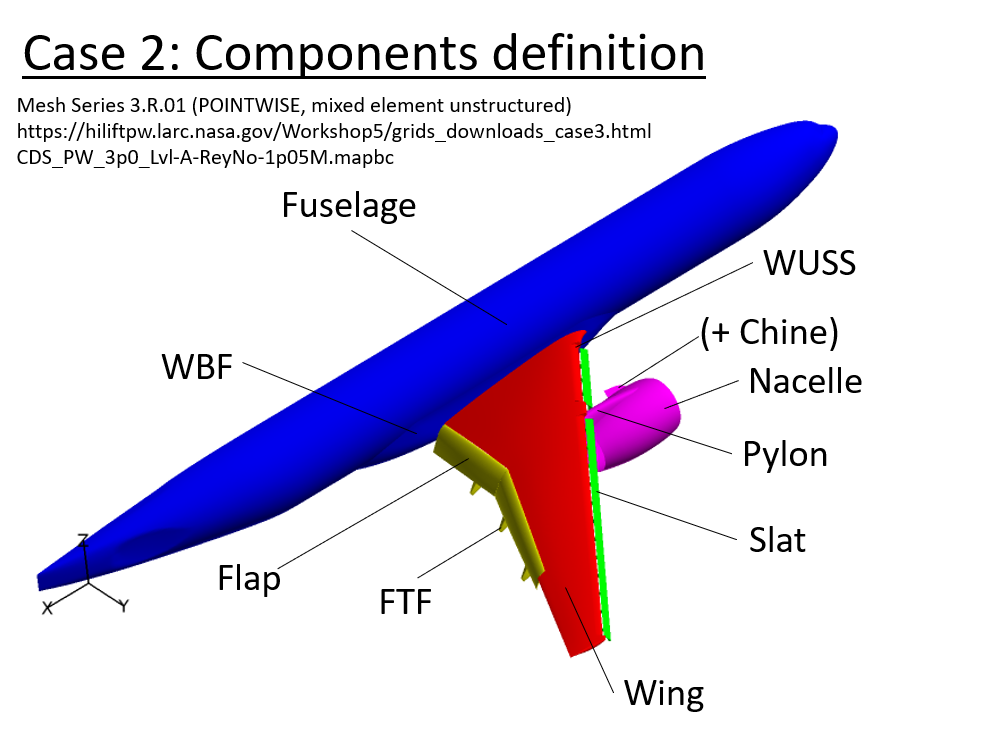 Case 2: Components definition
Mesh Series 3.R.01 (POINTWISE, mixed element unstructured)
https://hiliftpw.larc.nasa.gov/Workshop5/grids_downloads_case3.html
CDS_PW_3p0_Lvl-A-ReyNo-1p05M.mapbc
Fuselage
WUSS
(+ Chine)
WBF
Nacelle
Pylon
Slat
Flap
FTF
Wing
Z
X
Y